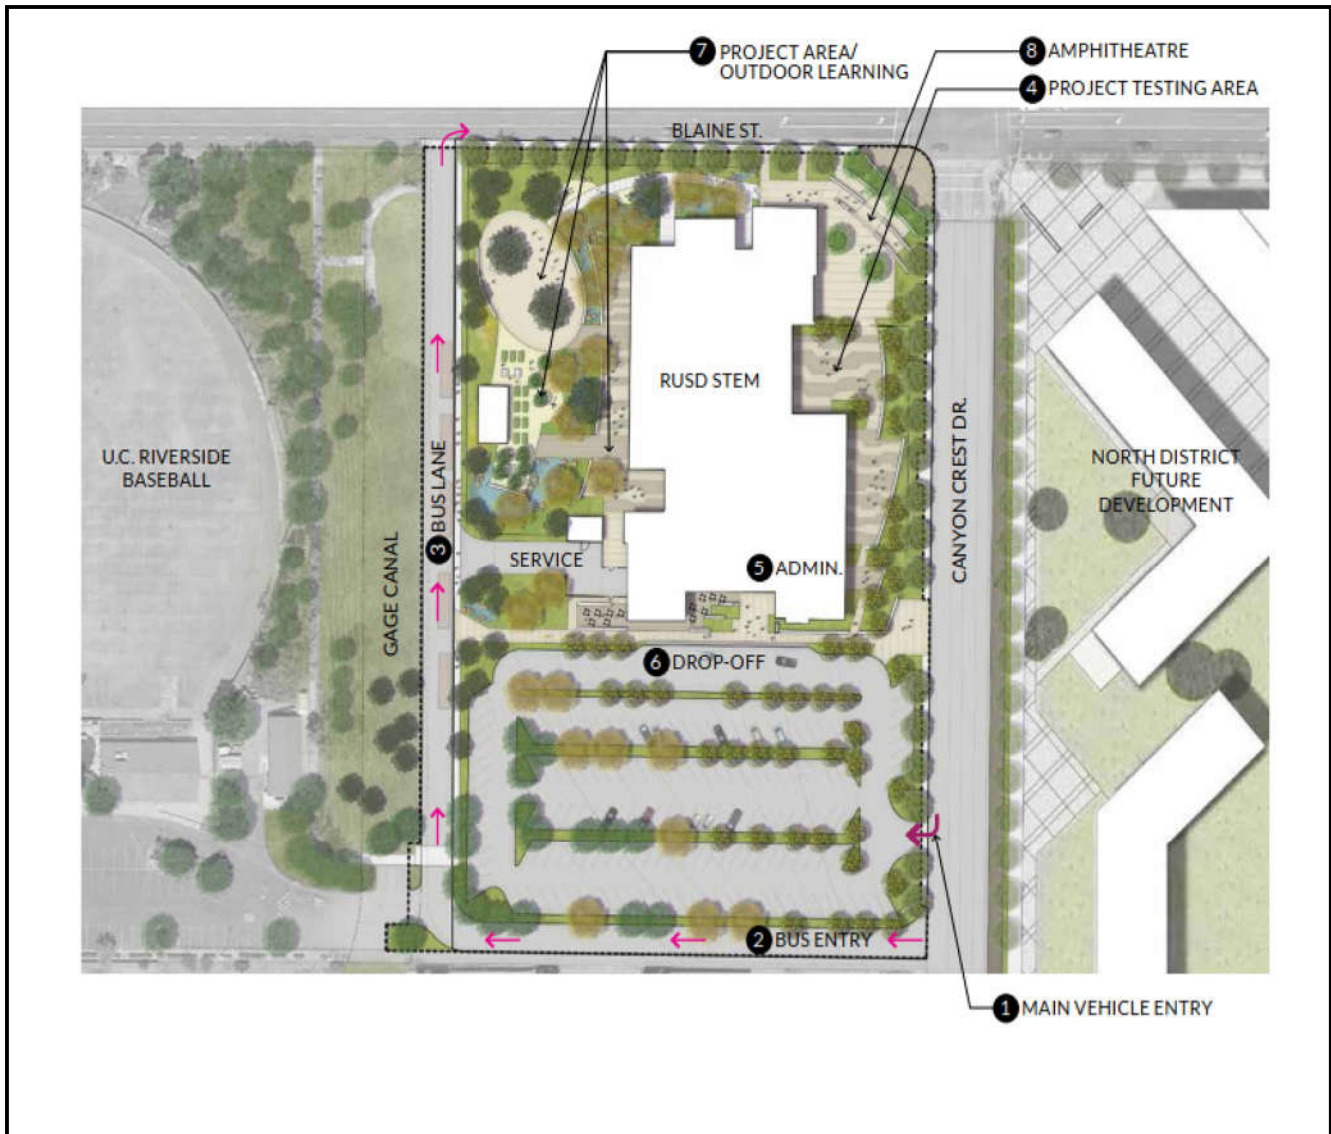 7 PROJECT AREA/
OUTDOOR LEARNING
8 AMPHITHEATRE
4 PROJECT TESTING AREA
BLAINE ST.
RUSD STEM
U.C. RIVERSIDE
BASEBALL
GAGE CANAL
3 BUS LANE
SERVICE
5 ADMIN.
CANYON CREST DR.
NORTH DISTRICT
FUTURE
DEVELOPMENT
6 DROP-OFF
2 BUS ENTRY
1 MAIN VEHICLE ENTRY